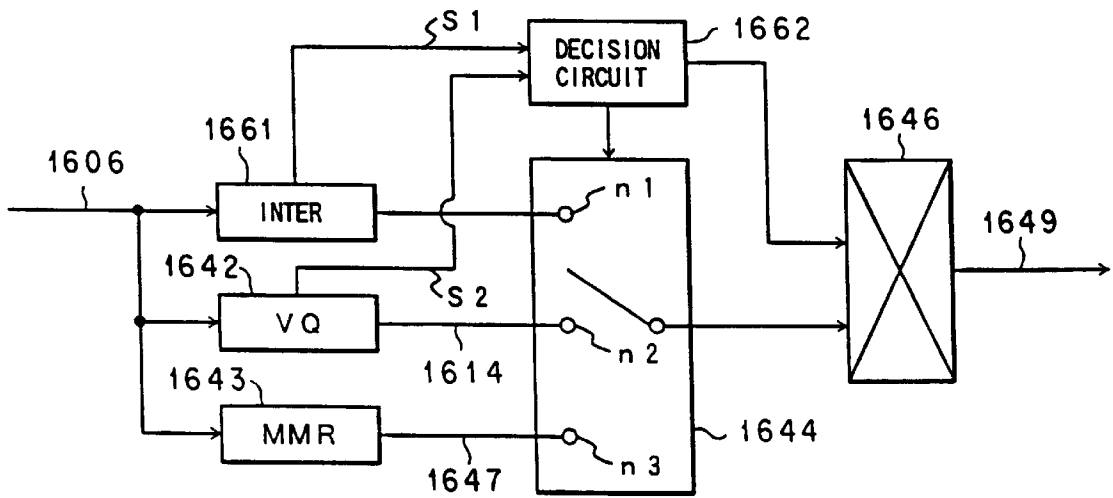 S1
DECISION
CIRCUIT
1662
1661
1646
1606
INTER
n1
1649
1642
S2
VQ
n2
1614
1643
MMR
1644
n3
1647